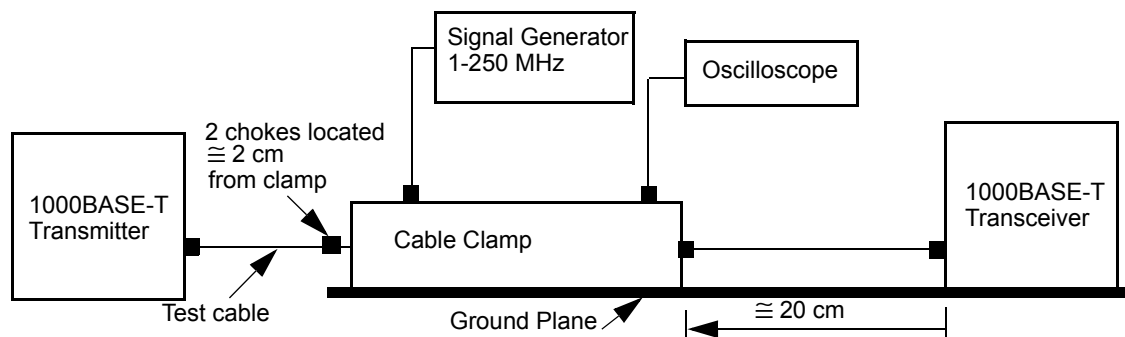 Signal Generator
1-250 MHz
Oscilloscope
2 chokes located
≅ 2 cm
from clamp
1000BASE-T
Transmitter
Cable Clamp
1000BASE-T
Transceiver
Test cable
Ground Plane
≅ 20 cm